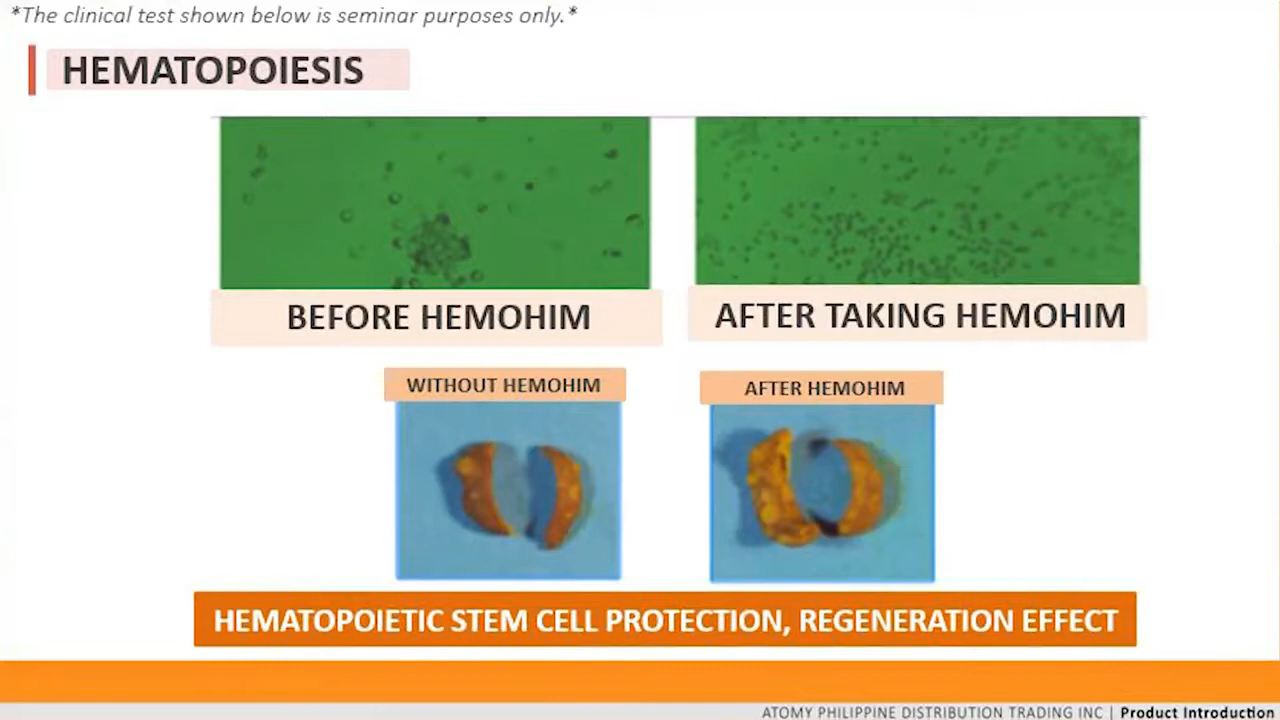 *The clinical test shown below is seminar purposes only.*
HEMATOPOIESIS
BEFORE HEMOHIM
AFTER TAKING HEMOHIM
WITHOUT HEMOHIM
AFTER HEMOHIM
HEMATOPOIETIC STEM CELL PROTECTION, REGENERATION EFFECT
ATOMY PHILIPPINE DISTRIBUTION TRADING INC | Product Introduction